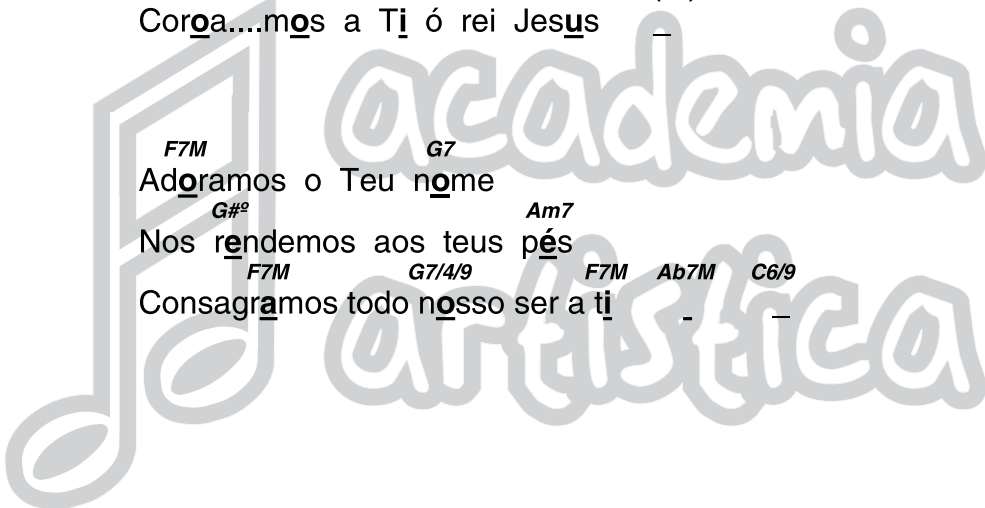 Coroa....mos a Ti ó rei Jesus _
F7M G7
Adoramos o Teu nome
G#º Am7
Nos rendemos aos teus pés
F7M G7/4/9 F7M Ab7M C6/9
Consagramos todo nosso ser a ti - _
academia
artistica